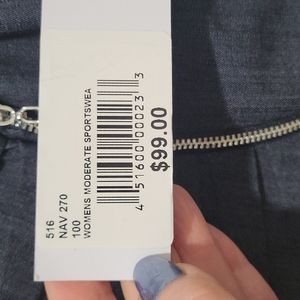 516
NAV 270
100
WOMENS MODERATE SPORTSWEA
4 51600 00023 3
$99.00